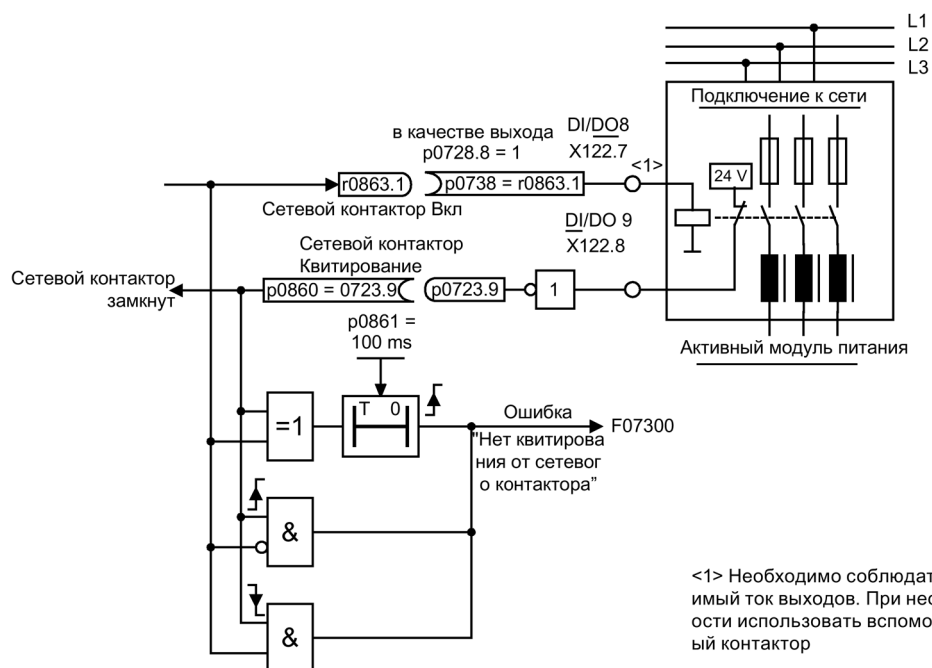 L1
L2
L3
Подключение к сети
в качестве выхода
p0728.8 = 1
DI/DO8
X122.7
<1>
24 V
r0863.1
p0738 = r0863.1
Сетевой контактор Вкл
DI/DO 9
X122.8
Сетевой контактор
Квитирование
Сетевой контактор
замкнут
p0860 = 0723.9
p0723.9
1
p0861 =
100 ms
Активный модуль питания
T 0
=1
Ошибка
F07300
"Нет квитирова
ния от сетевог
о контактора”
&
&
<1> Необходимо соблюдат
имый ток выходов. При
ости использовать вспомо
ый контактор